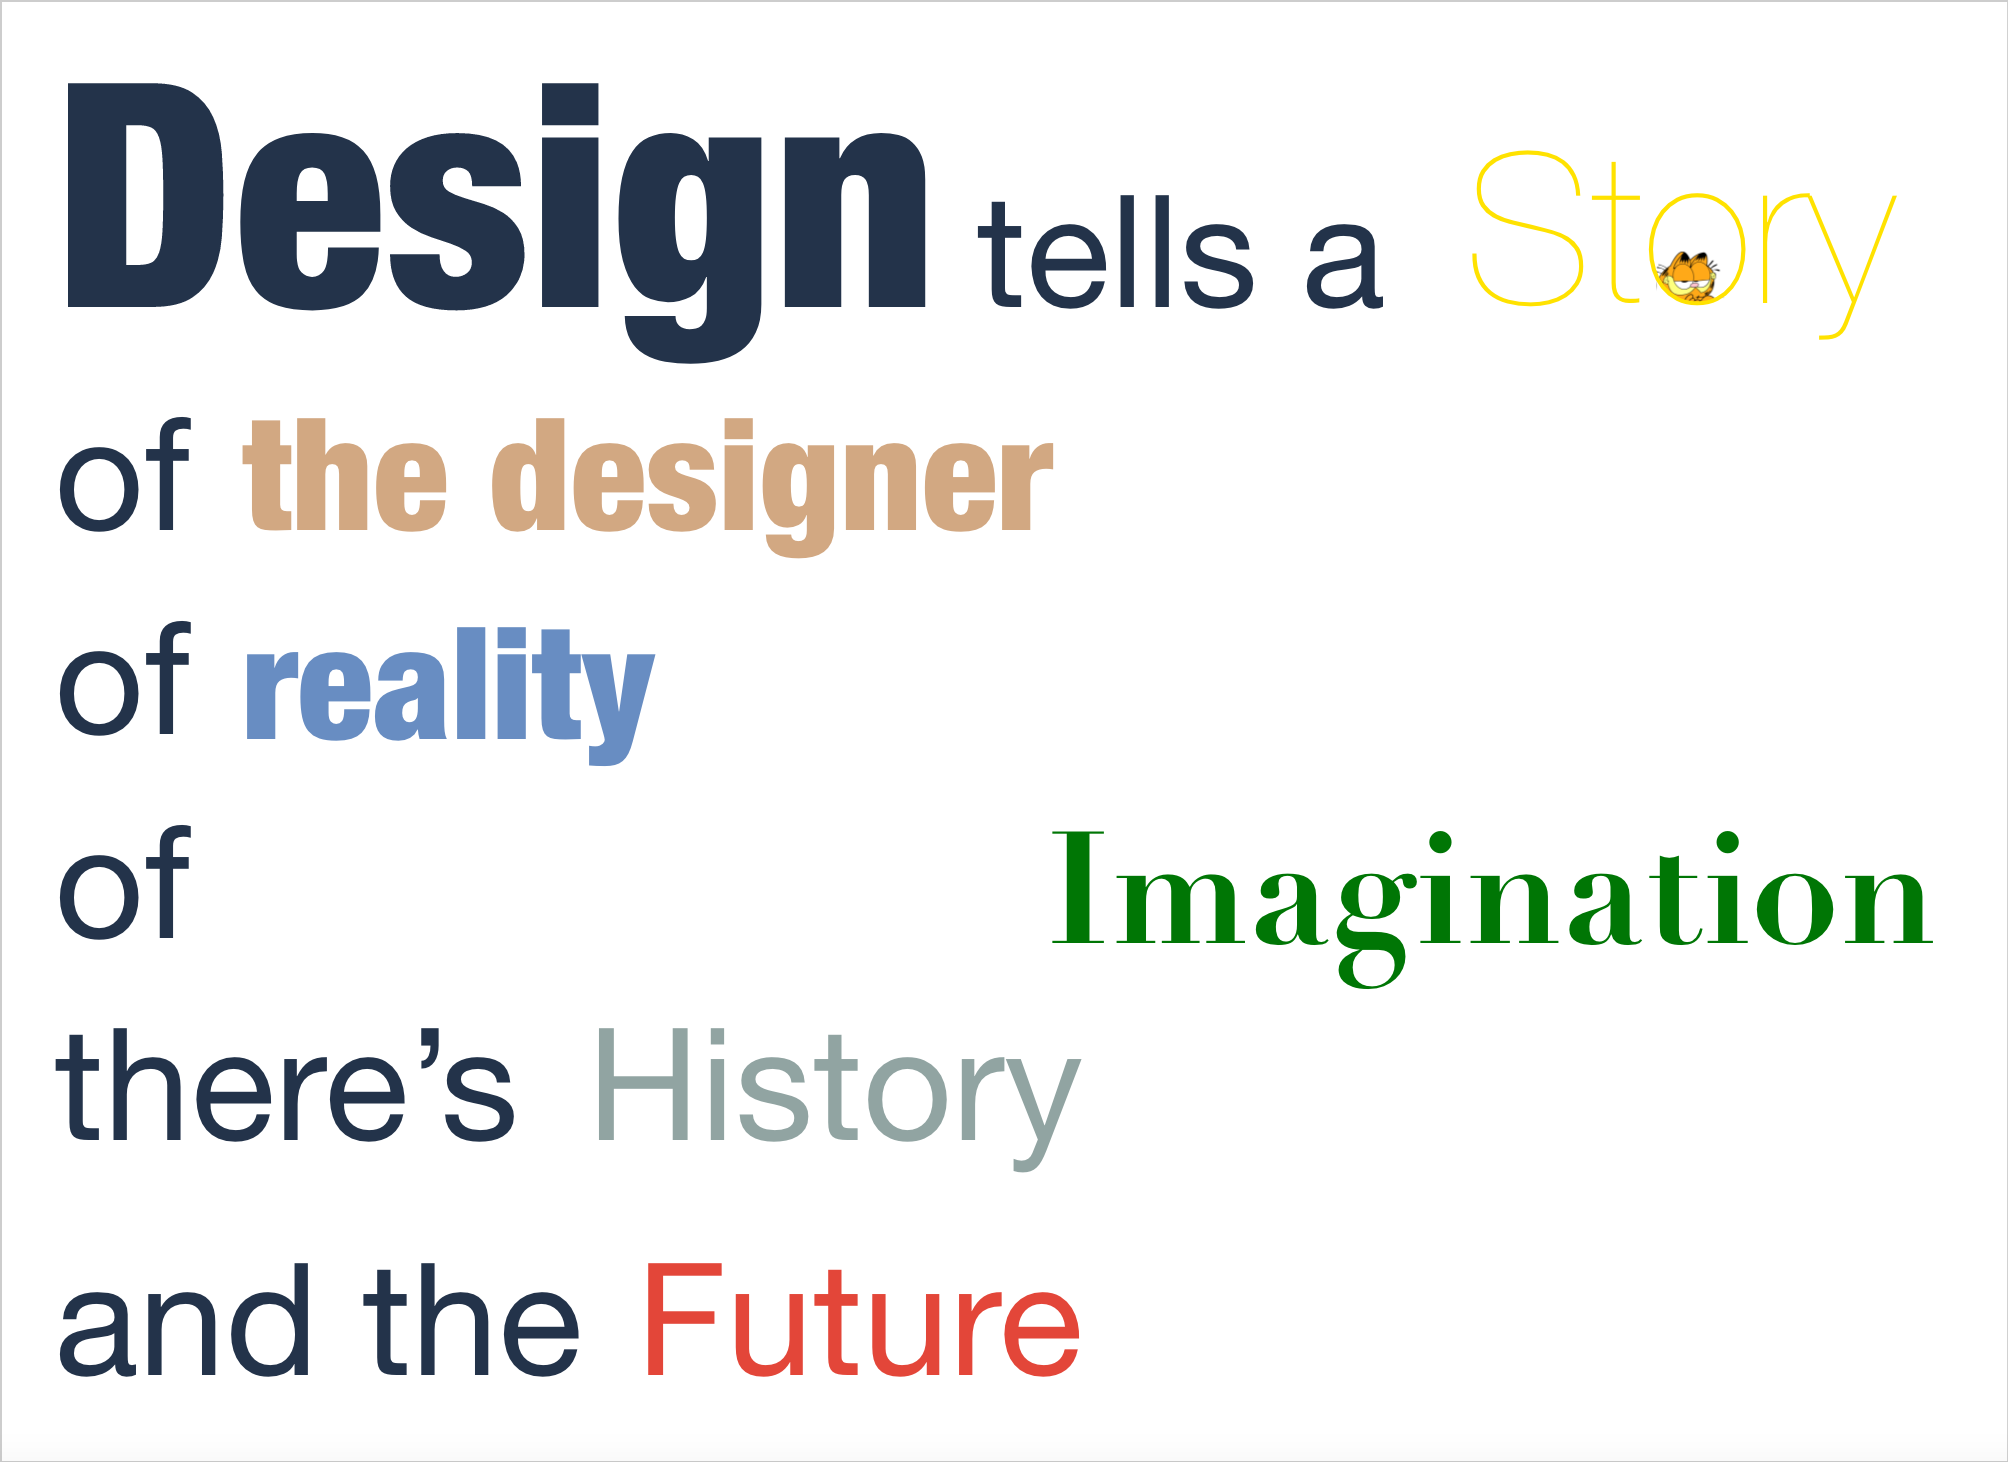 Design tells a Story
of the designer
of reality
of Imagination
there’s History
and the Future